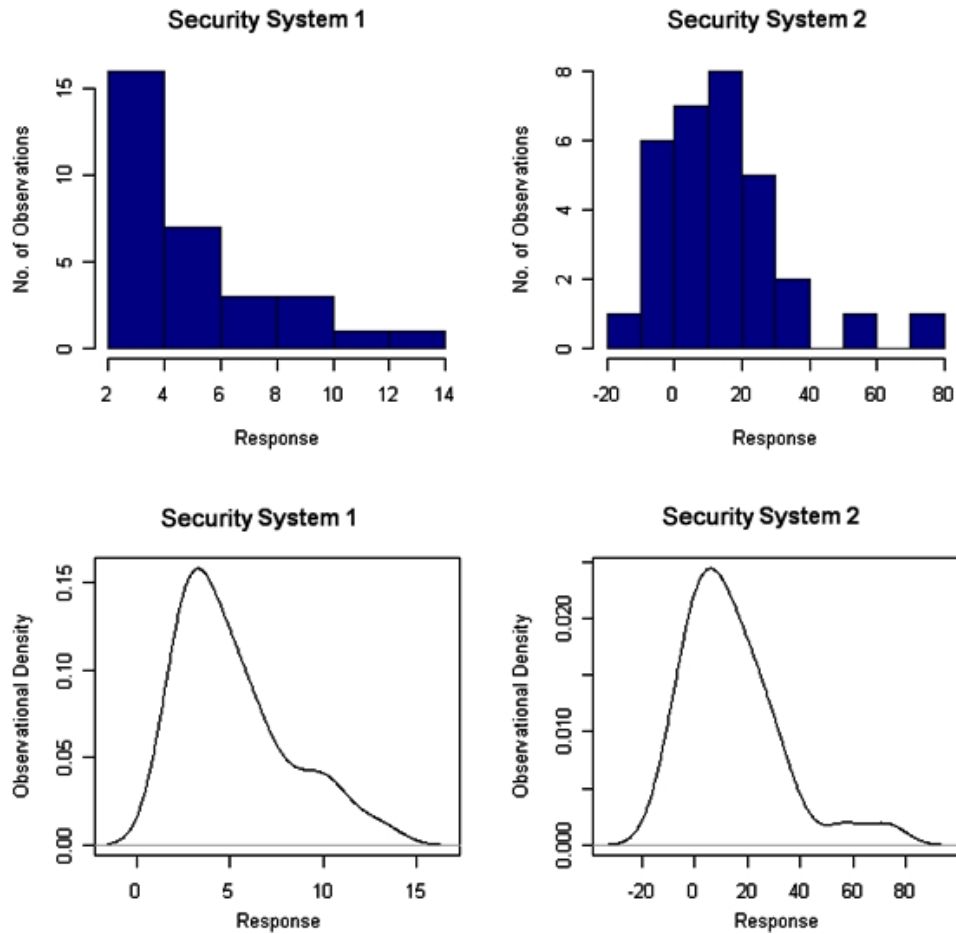 Security System 1
No. of Observations
15
10
5
0
2 4 6 8 10 12 14
Response
Security System 2
No. of Observations
8
6
4
2
0
-20 0 20 40 60 80
Response
Security System 1
Observational Density
0.15
0.10
0.05
0.00
0 5 10 15
Response
Security System 2
Observational Density
0.020
0.010
0.000
-20 0 20 40 60 80
Response